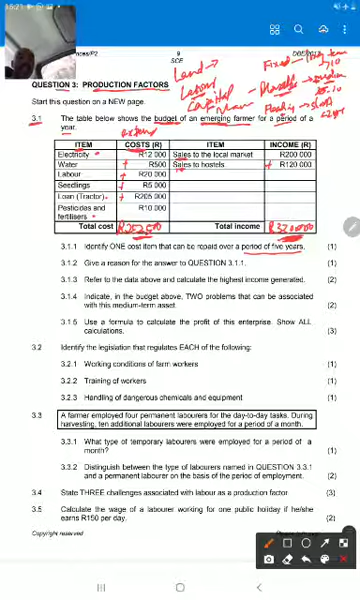 15:21
nces/P2
9
SCE
QUESTION 3: PRODUCTION FACTORS
Start this question on a NEW page.
Land
Labour
Capital
Fixed
3.1 The table below shows the budget of an emerging farmer for a period of a
year.
ITEM COSTS (R) ITEM INCOME (R)
Electricity R12 000 Sales to the local market R200 000
Water R500 Sales to hostels R120 000
Labour R20 000
Seedlings R5 000
Loan (Tractor) R205 000
Pesticides and R10 000
fertilisers
Total cost R252 500 Total income R320 000
3.1.1 Identify ONE cost item that can be repaid over a period of five years. (1)
3.1.2 Give a reason for the answer to QUESTION 3.1.1. (1)
3.1.3 Refer to the data above and calculate the highest income generated. (2)
3.1.4 Indicate, in the budget above, TWO problems that can be associated
with this medium-term asset. (2)
3.1.5 Use a formula to calculate the profit of this enterprise. Show ALL
calculations. (3)
3.2 Identify the legislation that regulates EACH of the following:
3.2.1 Working conditions of farm workers (1)
3.2.2 Training of workers (1)
3.2.3 Handling of dangerous chemicals and equipment (1)
3.3 A farmer employed four permanent labourers for the day-to-day tasks. During
harvesting, ten additional labourers were employed for a period of a month.
3.3.1 What type of temporary labourers were employed for a period of a
month? (1)
3.3.2 Distinguish between the type of labourers named in QUESTION 3.3.1
and a permanent labourer on the basis of the period of employment. (2)
3.4 State THREE challenges associated with labour as a production factor (3)
3.5 Calculate the wage of a labourer working for one public holiday if he/she
earns R150 per day. (2)
Copyright reserved